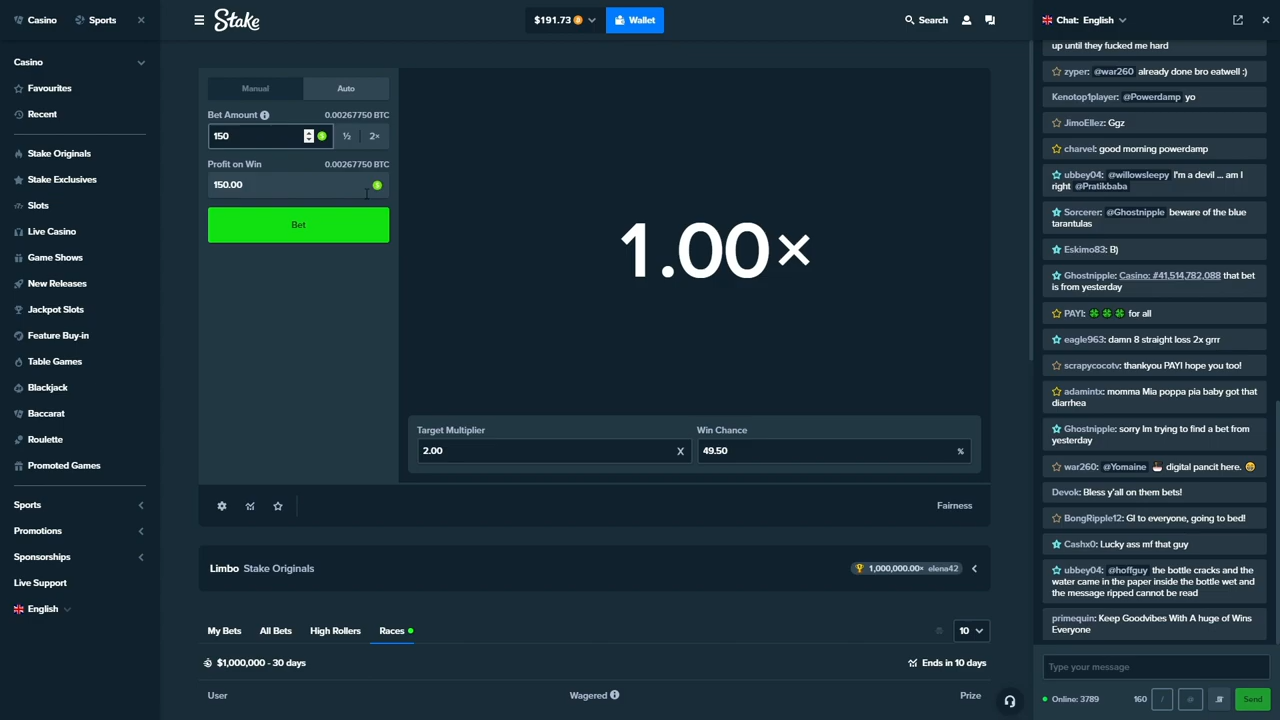 Casino
Sports
Casino
Favourites
Recent
Stake Originals
Stake Exclusives
Slots
Live Casino
Game Shows
New Releases
Jackpot Slots
Feature Buy-in
Table Games
Blackjack
Baccarat
Roulette
Promoted Games
Sports
Promotions
Sponsorships
Live Support
English
Stake
$191.73
Wallet
Search
Manual
Auto
Bet Amount
0.00267750 BTC
150
½
2×
Profit on Win
0.00267750 BTC
150.00
Bet
1.00×
Target Multiplier
2.00 X
Win Chance
49.50 %
Fairness
Limbo Stake Originals
1,000,000.00× elena42
My Bets
All Bets
High Rollers
Races
10
$1,000,000 - 30 days
Ends in 10 days
User
Wagered
Prize
Chat: English
up until they fucked me hard
zyper: @war260 already done bro eatwell :)
Kenotop1player: @Powerdamp yo
JimoEllez: Ggz
charvel: good morning powerdamp
ubbey04: @willowsleepy I'm a devil ... am I
right @Pratikbaba
Sorcerer: @Ghostnipple beware of the blue
tarantulas
Eskimo83: B)
Ghostnipple: Casino: #41,514,782,088 that bet
is from yesterday
PAYI: 🍀 🍀 🍀 for all
eagle963: damn 8 straight loss 2x grrr
scrapycocotv: thankyou PAYI hope you too!
adamintx: momma Mia poppa pia baby got that
diarrhea
Ghostnipple: sorry Im trying to find a bet from
yesterday
war260: @Yomaine digital pancit here.
Devok: Bless y'all on them bets!
BongRipple12: Gl to everyone, going to bed!
Cashx0: Lucky ass mf that guy
ubbey04: @hoffguy the bottle cracks and the
water came in the paper inside the bottle wet and
the message ripped cannot be read
primequin: Keep Goodvibes With A huge of Wins
Everyone
Type your message
Online: 3789
160
/
@
Send